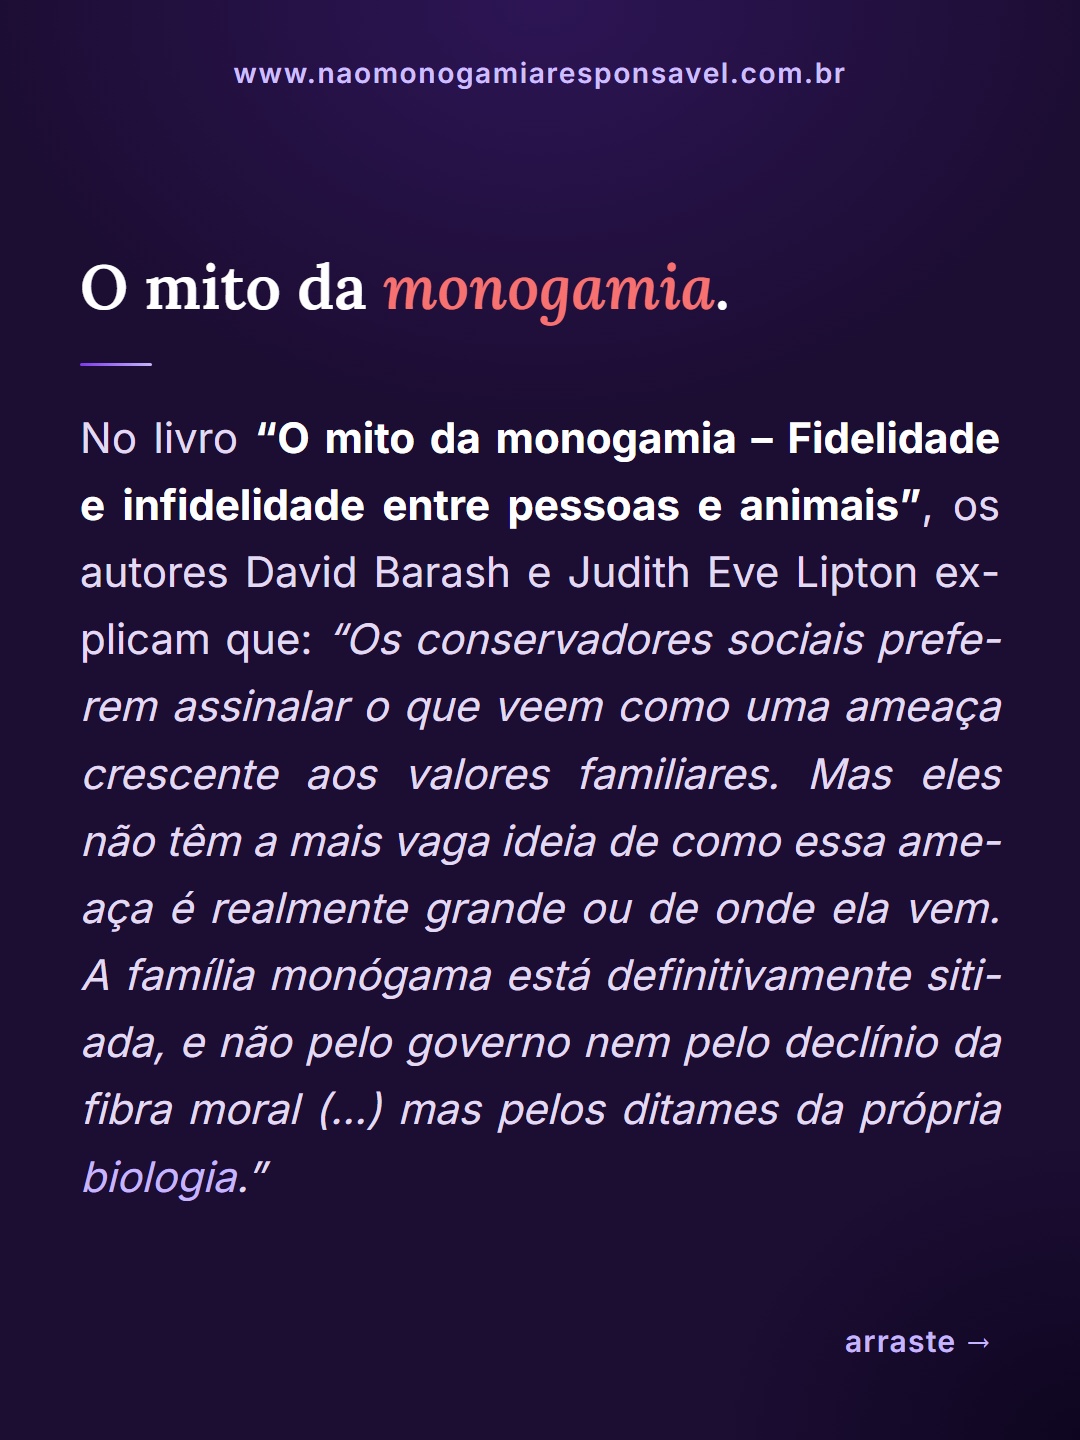 www.naomonogamiaresponsavel.com.br
O mito da monogamia.
No livro “O mito da monogamia – Fidelidade
e infidelidade entre pessoas e animais”, os
autores David Barash e Judith Eve Lipton ex-
plicam que: “Os conservadores sociais prefe-
rem assinalar o que veem como uma ameaça
crescente aos valores familiares. Mas eles
não têm a mais vaga ideia de como essa ame-
aça é realmente grande ou de onde ela vem.
A família monógama está definitivamente siti-
ada, e não pelo governo nem pelo declínio da
fibra moral (...) mas pelos ditames da própria
biologia.”
arraste →